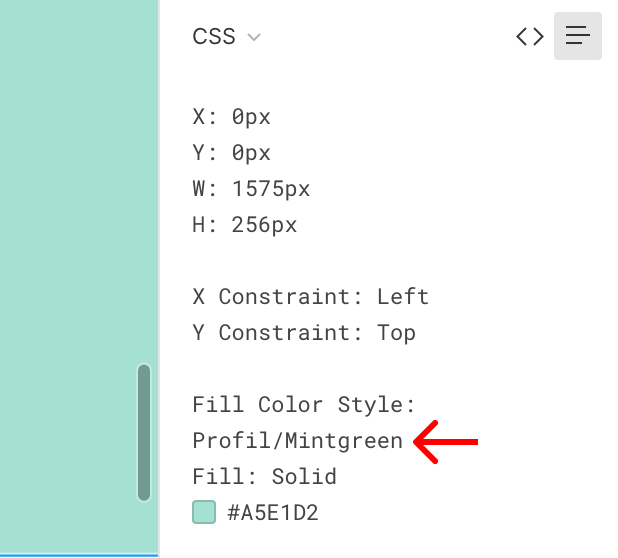 CSS
X: 0px
Y: 0px
W: 1575px
H: 256px
X Constraint: Left
Y Constraint: Top
Fill Color Style:
Profil/Mintgreen
Fill: Solid
#A5E1D2